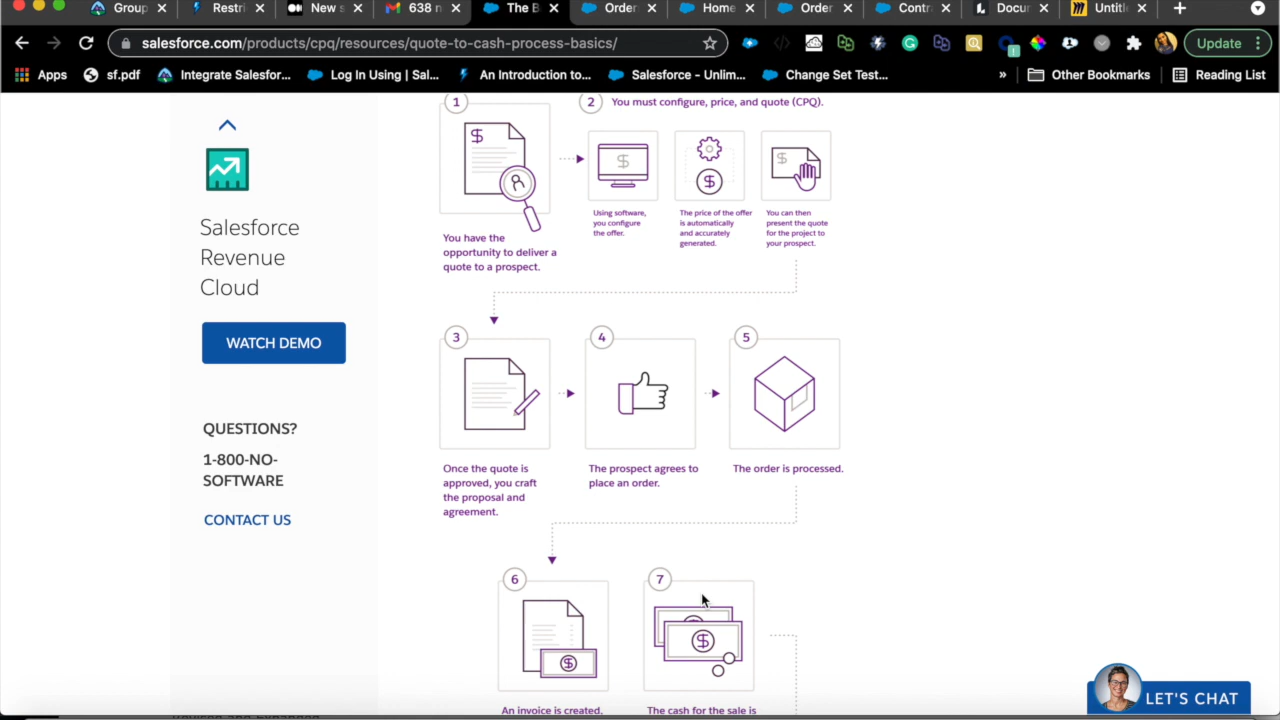 Group
Restri
New s
638 n
The B
Order
Home
Order
Contr
Docur
Untitl
salesforce.com/products/cpq/resources/quote-to-cash-process-basics/
Update
Apps
sf.pdf
Integrate Salesfor...
Log In Using | Sal...
An Introduction to...
Salesforce - Unlim...
Change Set Test...
»
Other Bookmarks
Reading List
Salesforce
Revenue
Cloud
WATCH DEMO
QUESTIONS?
1-800-NO-
SOFTWARE
CONTACT US
1
You have the
opportunity to deliver a
quote to a prospect.
2
You must configure, price, and quote (CPQ).
Using software,
you configure
the offer.
The price of the offer
is automatically
and accurately
generated.
You can then
present the quote
for the project to
your prospect.
3
Once the quote is
approved, you craft
the proposal and
agreement.
4
The prospect agrees to
place an order.
5
The order is processed.
6
An invoice is created.
7
The cash for the sale is
LET'S CHAT